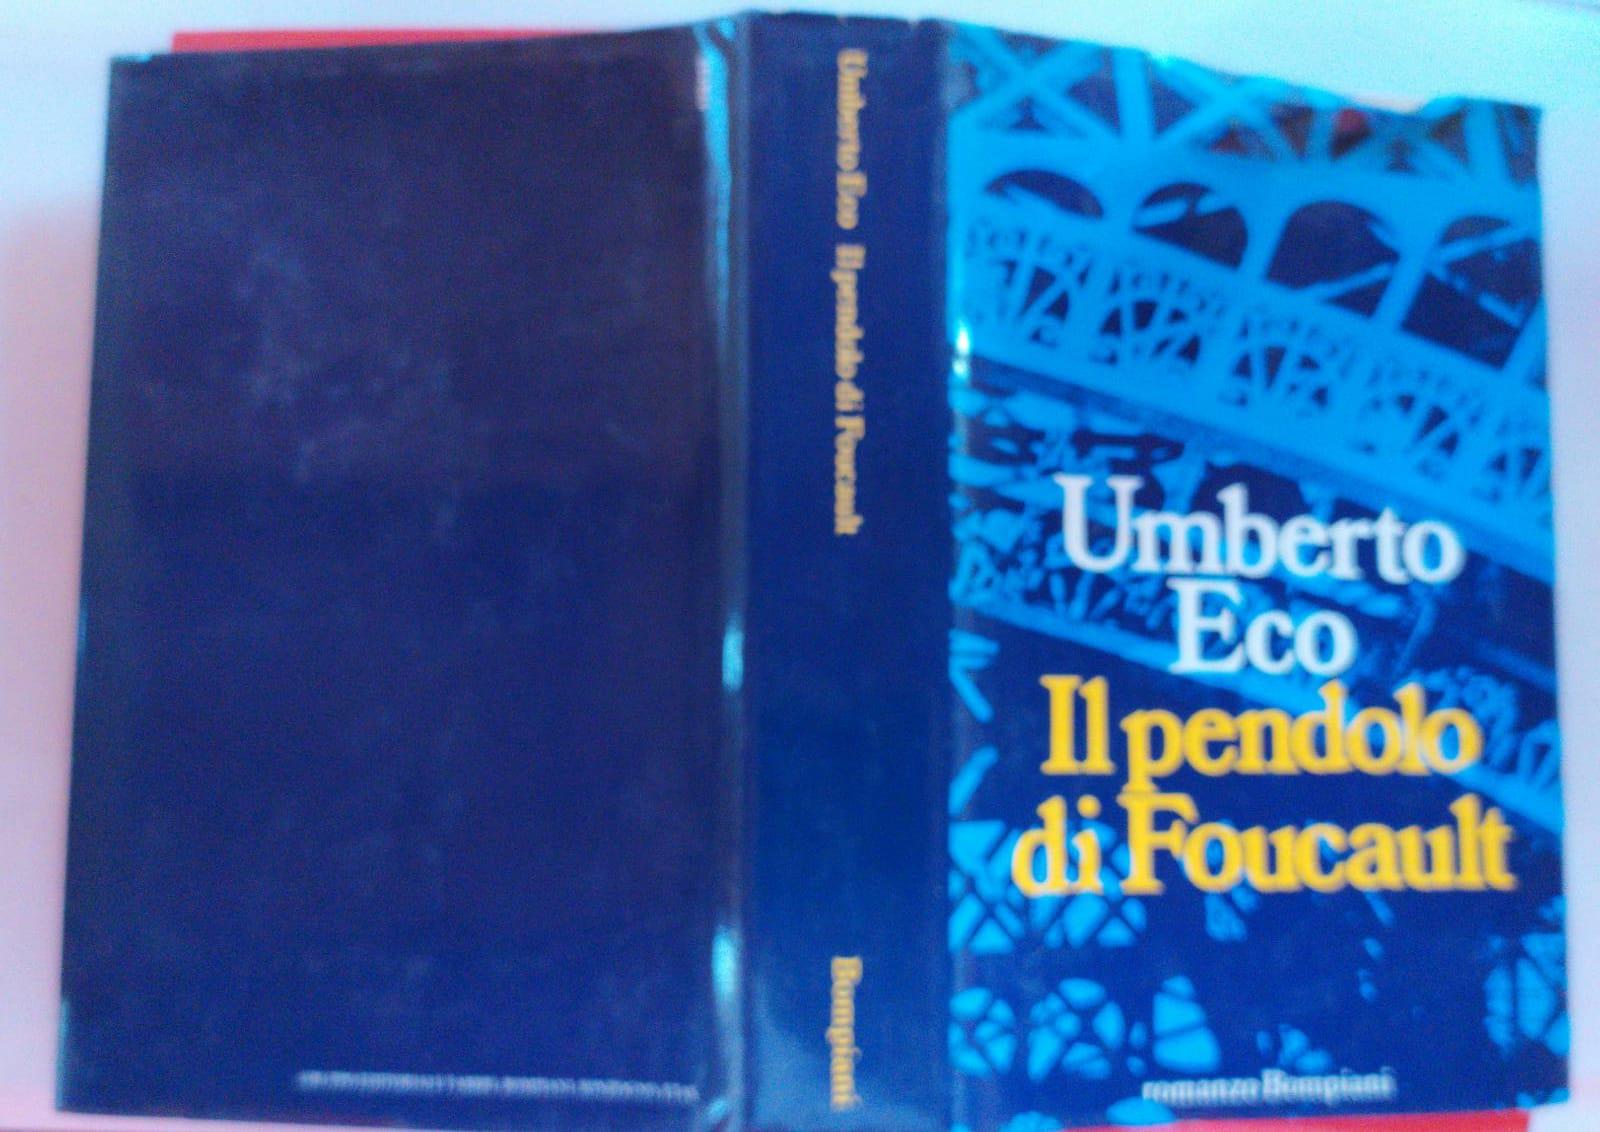 Umberto Eco Il pendolo di Foucault
Bompiani
Umberto
Eco
Il pendolo
di Foucault
romanzo Bompiani